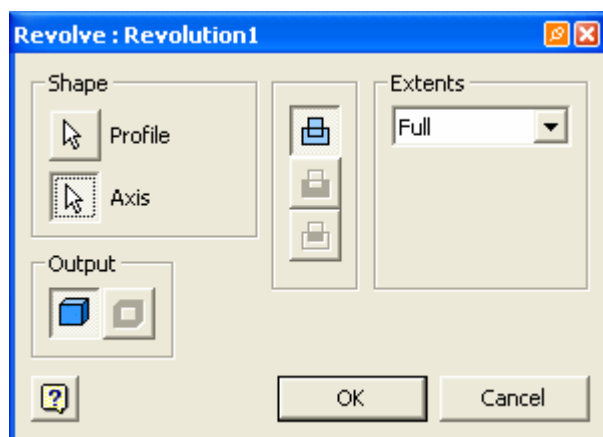 Revolve : Revolution1
Shape
Profile
Axis
Extents
Full
Output
?
OK
Cancel